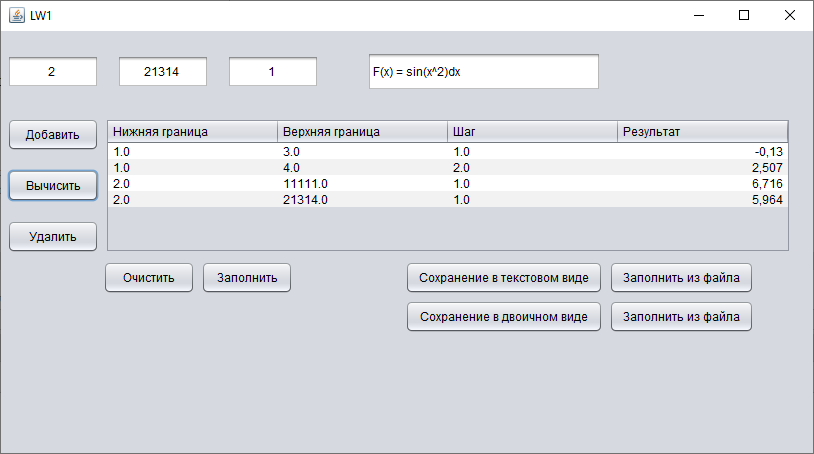 LW1
2 21314 1 F(x) = sin(x^2)dx
Добавить
Вычисить
Удалить
Нижняя граница Верхняя граница Шаг Результат
1.0 3.0 1.0 -0,13
1.0 4.0 2.0 2,507
2.0 11111.0 1.0 6,716
2.0 21314.0 1.0 5,964
Очистить Заполнить Сохранение в текстовом виде Заполнить из файла
Сохранение в двоичном виде Заполнить из файла